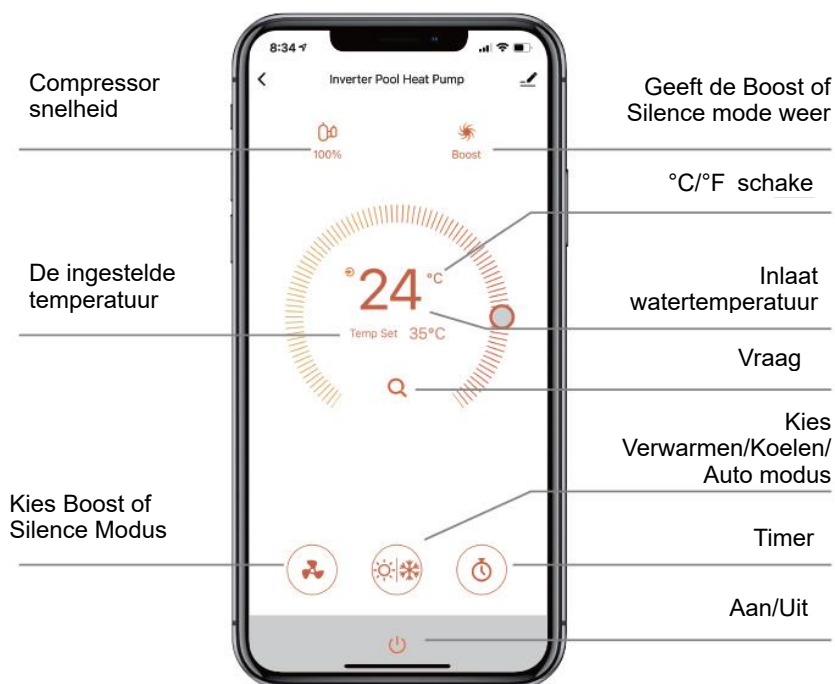 8:34
Inverter Pool Heat Pump
Compressor
snelheid
Geeft de Boost of
Silence mode weer
100%
Boost
°C/°F schake
De ingestelde
temperatuur
24 °C
Inlaat
watertemperatuur
Temp Set 35°C
Vraag
Kies
Verwarmen/Koelen/
Auto modus
Kies Boost of
Silence Modus
Timer
Aan/Uit